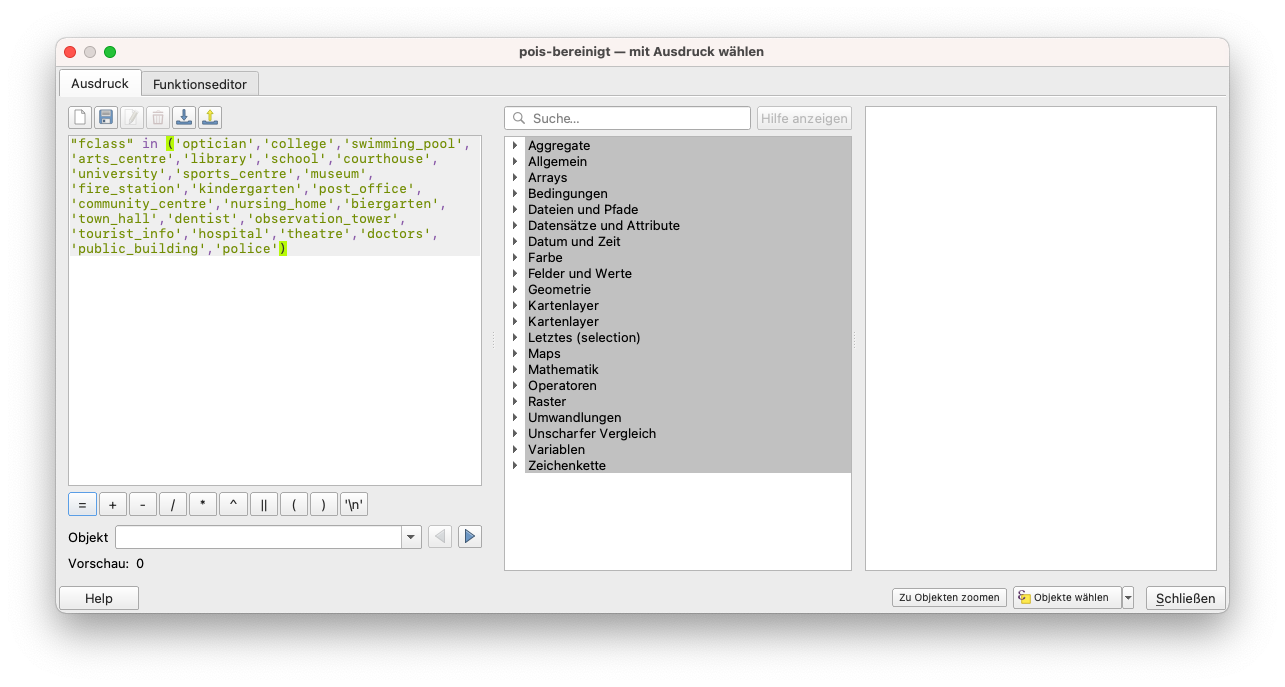 pois-bereinigt — mit Ausdruck wählen
Ausdruck
Funktionseditor
"fclass" in ('optician','college','swimming_pool',
'arts_centre','library','school','courthouse',
'university','sports_centre','museum',
'fire_station','kindergarten','post_office',
'community_centre','nursing_home','biergarten',
'town_hall','dentist','observation_tower',
'tourist_info','hospital','theatre','doctors',
'public_building','police')
= + - / * ^ || ( ) '\n'
Objekt
Vorschau: 0
Suche...
Hilfe anzeigen
Aggregate
Allgemein
Arrays
Bedingungen
Dateien und Pfade
Datensätze und Attribute
Datum und Zeit
Farbe
Felder und Werte
Geometrie
Kartenlayer
Kartenlayer
Letztes (selection)
Maps
Mathematik
Operatoren
Raster
Umwandlungen
Unscharfer Vergleich
Variablen
Zeichenkette
Help
Zu Objekten zoomen
Objekte wählen
Schließen